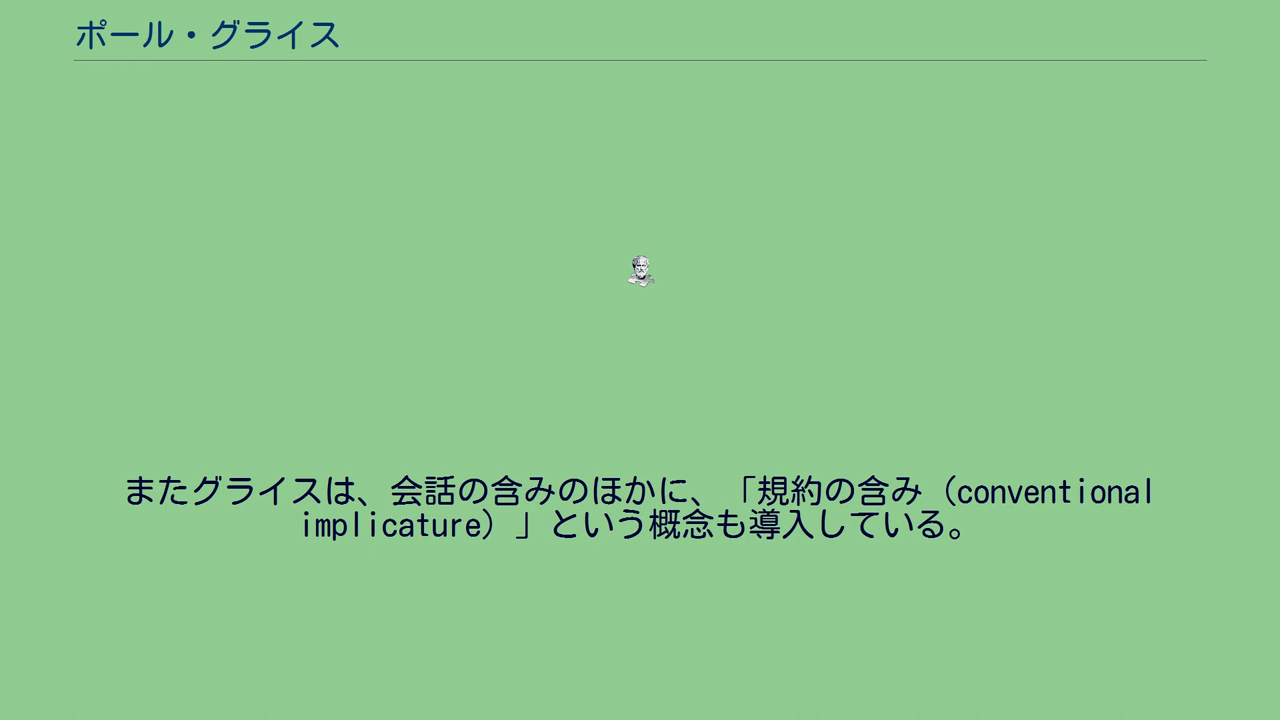 ポール・グライス
またグライスは、会話の含みのほかに、「規約の含み（conventional
implicature）」という概念も導入している。